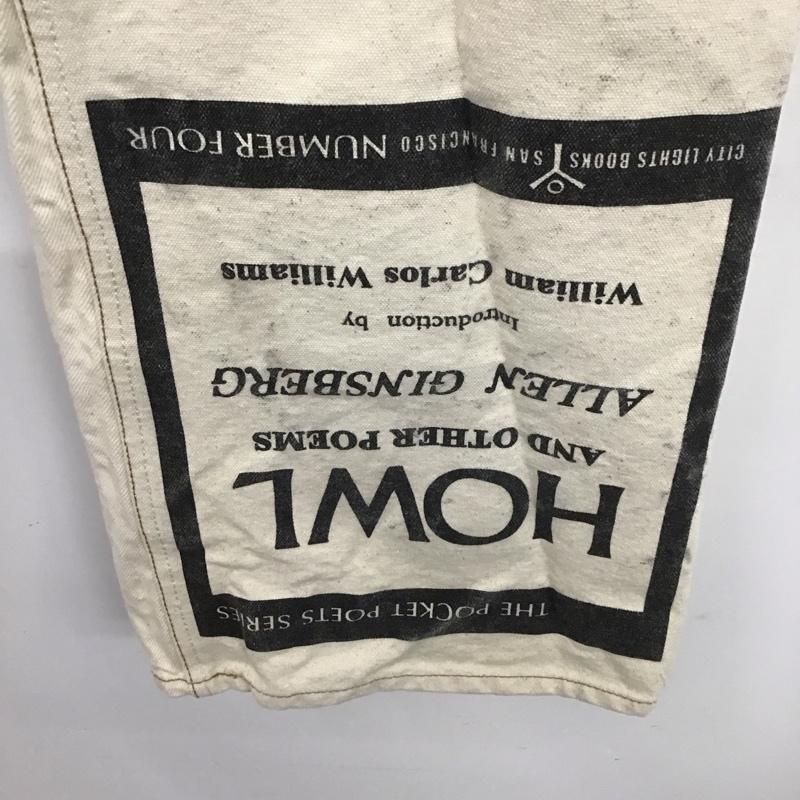 THE POCKET POETS SERIES
HOWL
AND OTHER POEMS
ALLEN GINSBERG
Introduction by
William Carlos Williams
CITY LIGHTS BOOKS SAN FRANCISCO NUMBER FOUR